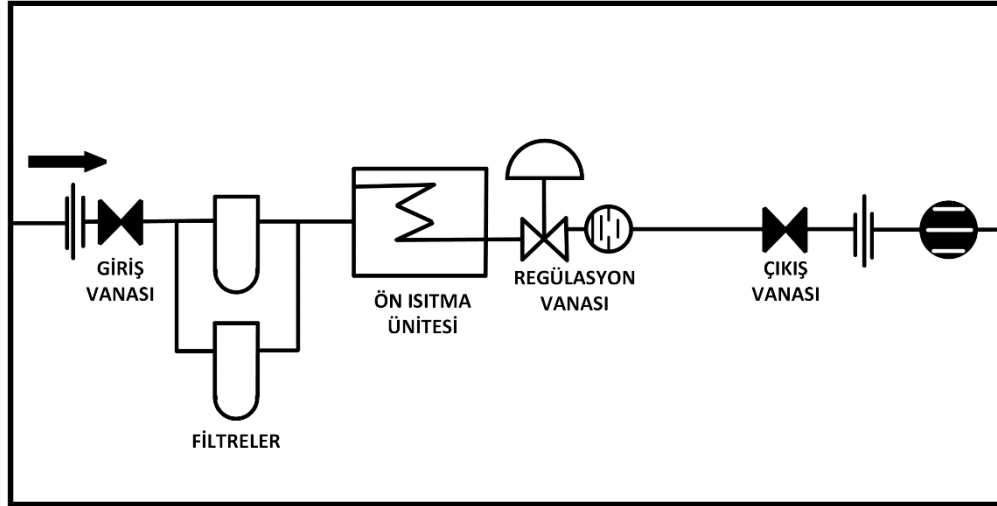 GİRİŞ
VANASI
FİLTRELER
ÖN ISITMA
ÜNİTESİ
REGÜLASYON
VANASI
ÇIKIŞ
VANASI